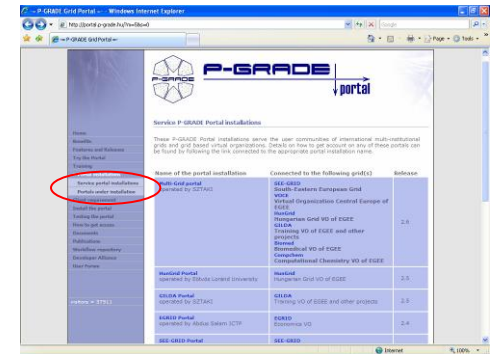 P-GRADE Grid Portal - Windows Internet Explorer
http://portal.p-grade.hu/?m=5&s=0
P-GRADE Grid Portal
Page
Tools
P-GRADE
P-GRADE
portal
Service P-GRADE Portal installations
These P-GRADE Portal installations serve the user communities of international multi-institutional
grids and grid based virtual organizations. Details on how to get account on any of these portals can
be found by following the link connected to the appropriate portal installation name.
Home
Benefits
Features and Releases
Try the Portal
Training
Service portal installations
Portals under installation
Client requirement
Install the portal
Testing the portal
How to get access
Documents
Publications
Workflow repository
Developer Alliance
User Forum
Name of the portal installation
Connected to the following grid(s)
Release
Multi-Grid portal
operated by SZTAKI
SEE-GRID
South-Eastern European Grid
VOCE
Virtual Organization Central Europe of
EGEE
HunGrid
Hungarian Grid VO of EGEE
GILDA
Training VO of EGEE and other
projects
Biomed
Biomedical VO of EGEE
Compchem
Computational Chemistry VO of EGEE
HunGrid Portal
operated by Eötvös Loránd University
HunGrid
Hungarian Grid VO of EGEE
2.5
GILDA Portal
operated by SZTAKI
GILDA
Training VO of EGEE and other projects
2.5
EGRID Portal
operated by Abdus Salam ICTP
EGRID
Economics VO
2.4
SEE-GRID Portal
SEE-GRID
Internet
100%